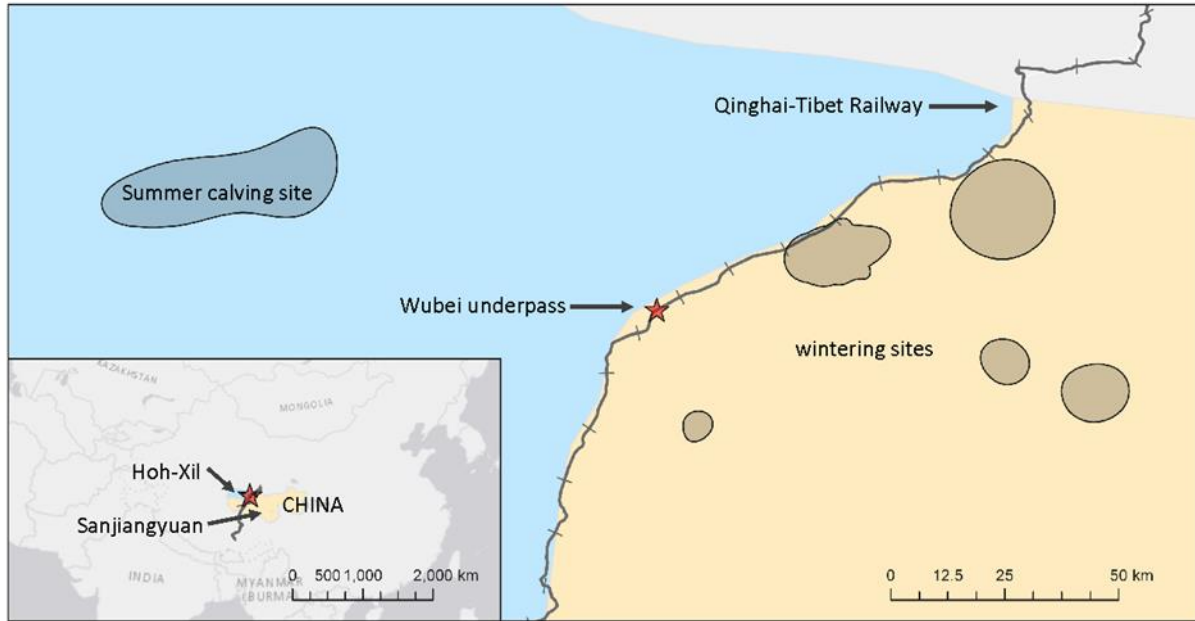 Qinghai-Tibet Railway
Summer calving site
Wubei underpass
wintering sites
KAZAKHSTAN
MONGOLIA
Hoh-Xil
CHINA
Sanjiangyuan
INDIA
MYANMAR
(BURMA)
0 500 1,000 2,000 km
0 12.5 25 50 km